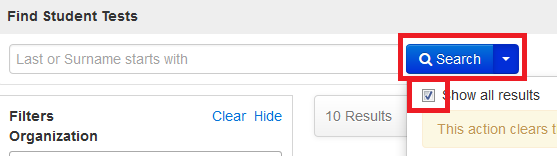 Find Student Tests
Last or Surname starts with
Search
Show all results
Filters
Clear Hide
10 Results
This action clears t
Organization